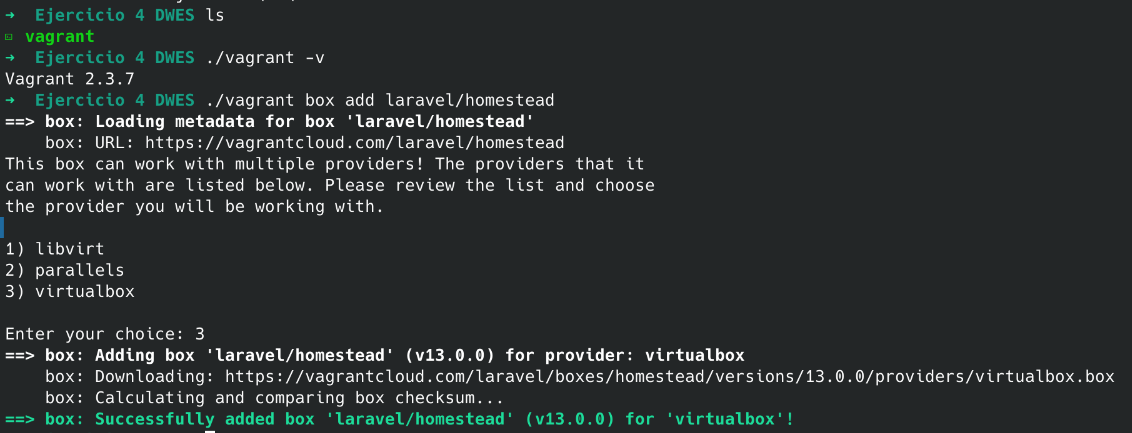 ➜  Ejercicio 4 DWES ls
vagrant
➜  Ejercicio 4 DWES ./vagrant -v
Vagrant 2.3.7
➜  Ejercicio 4 DWES ./vagrant box add laravel/homestead
==> box: Loading metadata for box 'laravel/homestead'
    box: URL: https://vagrantcloud.com/laravel/homestead
This box can work with multiple providers! The providers that it
can work with are listed below. Please review the list and choose
the provider you will be working with.
1) libvirt
2) parallels
3) virtualbox
Enter your choice: 3
==> box: Adding box 'laravel/homestead' (v13.0.0) for provider: virtualbox
    box: Downloading: https://vagrantcloud.com/laravel/boxes/homestead/versions/13.0.0/providers/virtualbox.box
    box: Calculating and comparing box checksum...
==> box: Successfully added box 'laravel/homestead' (v13.0.0) for 'virtualbox'!